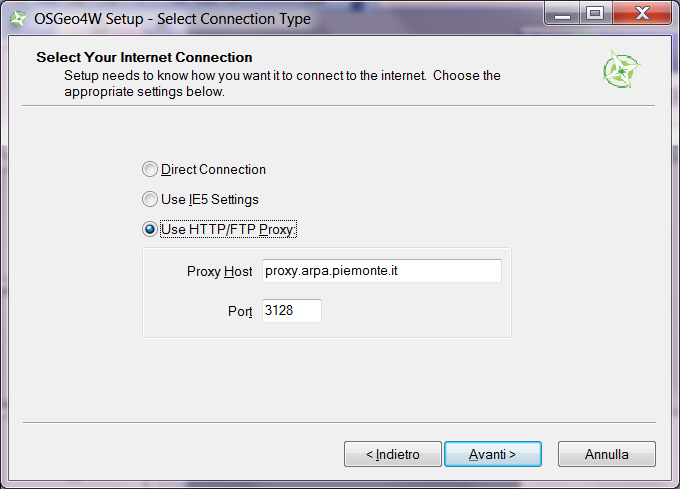 OSGeo4W Setup - Select Connection Type
Select Your Internet Connection
Setup needs to know how you want it to connect to the internet. Choose the
appropriate settings below.
Direct Connection
Use IE5 Settings
Use HTTP/FTP Proxy:
Proxy Host proxy.arpa.piemonte.it
Port 3128
< Indietro Avanti > Annulla